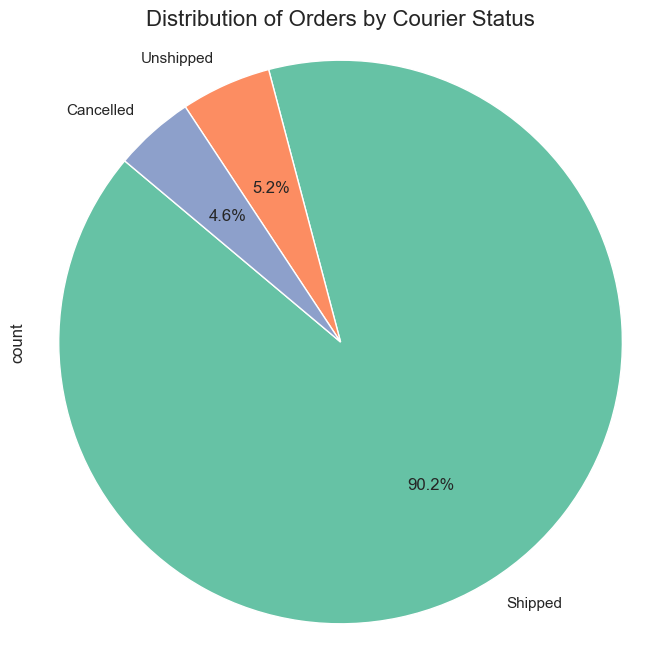 Distribution of Orders by Courier Status
Unshipped
Cancelled
5.2%
4.6%
count
90.2%
Shipped